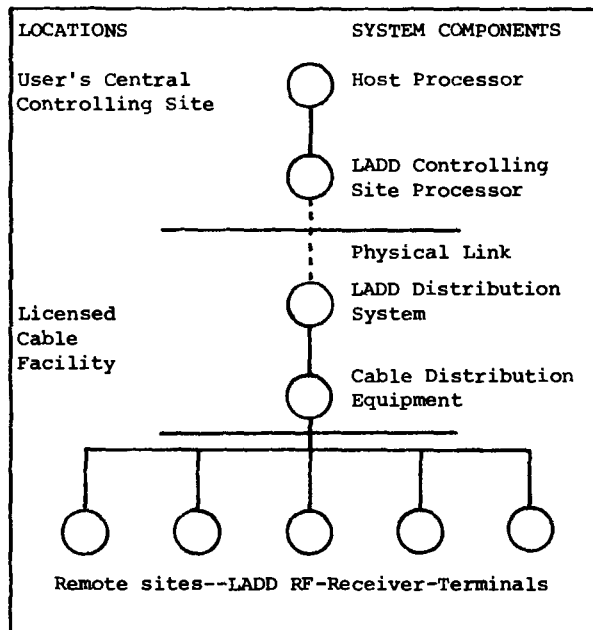 LOCATIONS SYSTEM COMPONENTS
User's Central Host Processor
Controlling Site
LADD Controlling
Site Processor
Physical Link
LADD Distribution
System
Licensed
Cable
Facility
Cable Distribution
Equipment
Remote sites--LADD RF-Receiver-Terminals